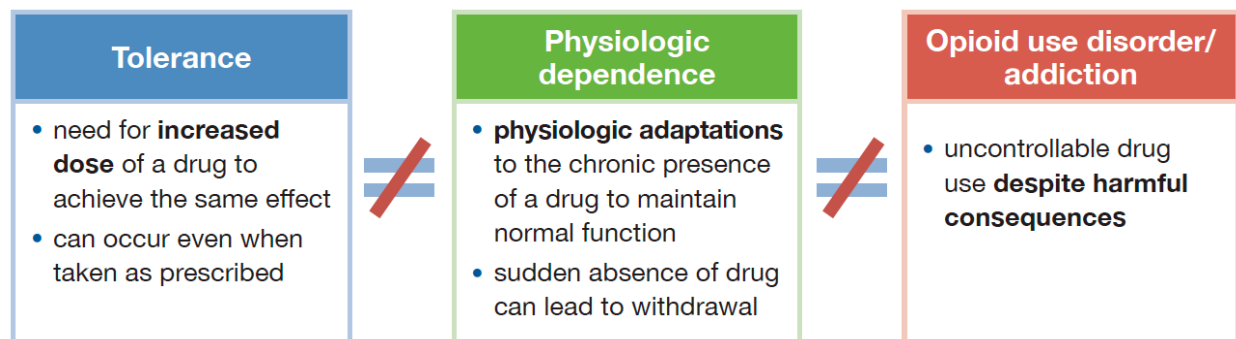 Tolerance
• need for increased
dose of a drug to
achieve the same effect
• can occur even when
taken as prescribed
≠
Physiologic
dependence
• physiologic adaptations
to the chronic presence
of a drug to maintain
normal function
• sudden absence of drug
can lead to withdrawal
≠
Opioid use disorder/
addiction
• uncontrollable drug
use despite harmful
consequences